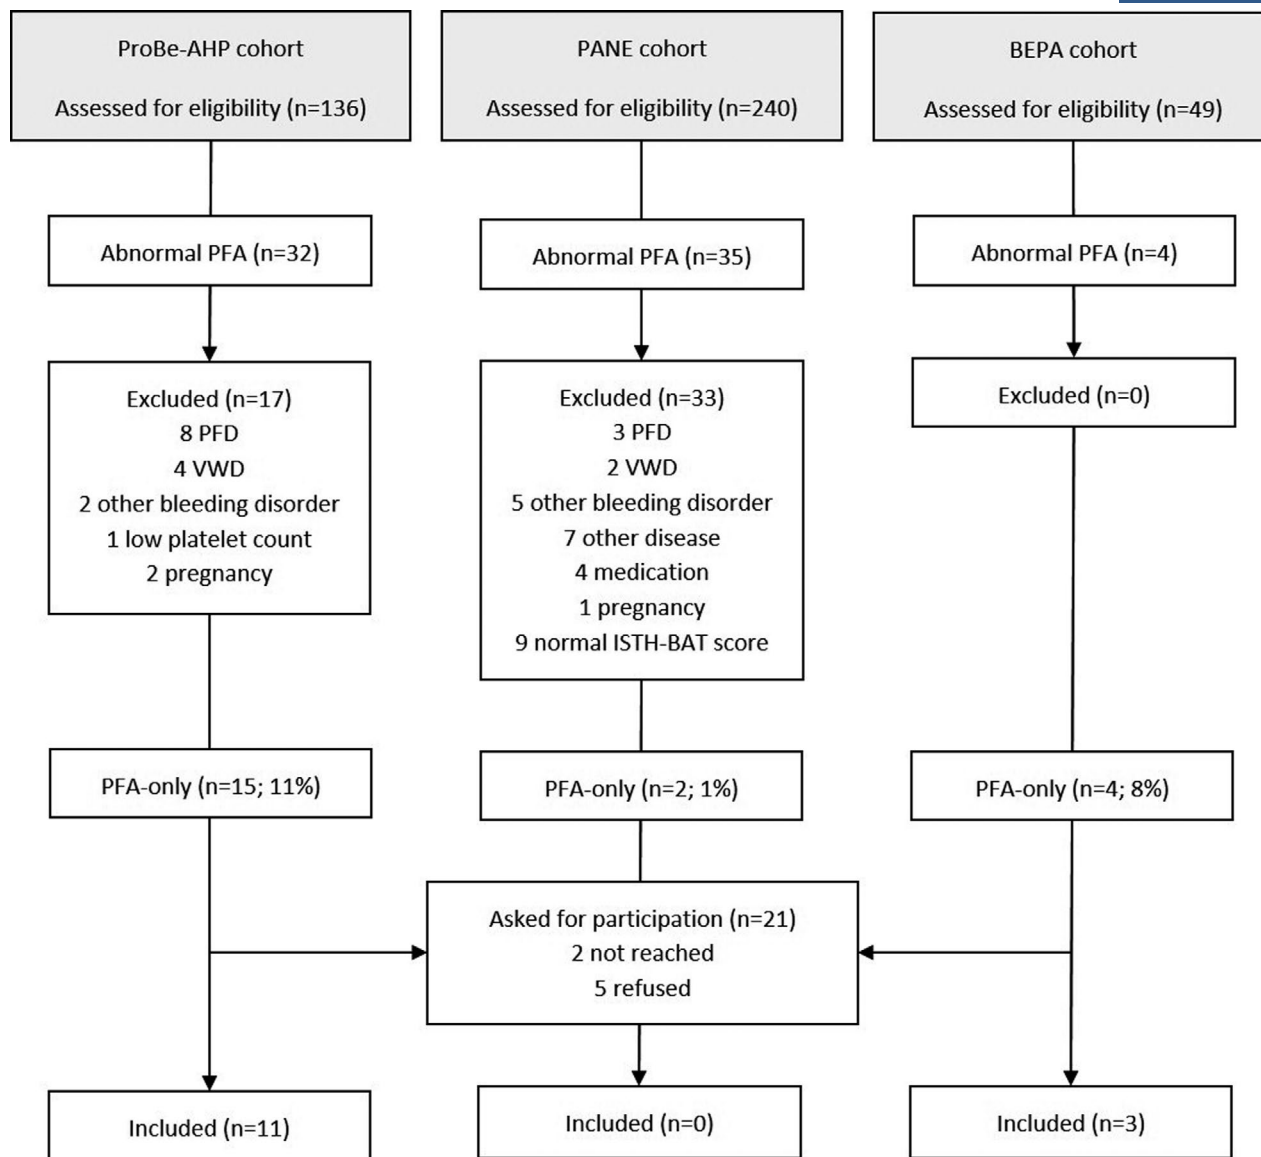 ProBe-AHP cohort
Assessed for eligibility (n=136)
PANE cohort
Assessed for eligibility (n=240)
BEPA cohort
Assessed for eligibility (n=49)
Abnormal PFA (n=32)
Abnormal PFA (n=35)
Abnormal PFA (n=4)
Excluded (n=17)
8 PFD
4 VWD
2 other bleeding disorder
1 low platelet count
2 pregnancy
Excluded (n=33)
3 PFD
2 VWD
5 other bleeding disorder
7 other disease
4 medication
1 pregnancy
9 normal ISTH-BAT score
Excluded (n=0)
PFA-only (n=15; 11%)
PFA-only (n=2; 1%)
PFA-only (n=4; 8%)
Asked for participation (n=21)
2 not reached
5 refused
Included (n=11)
Included (n=0)
Included (n=3)